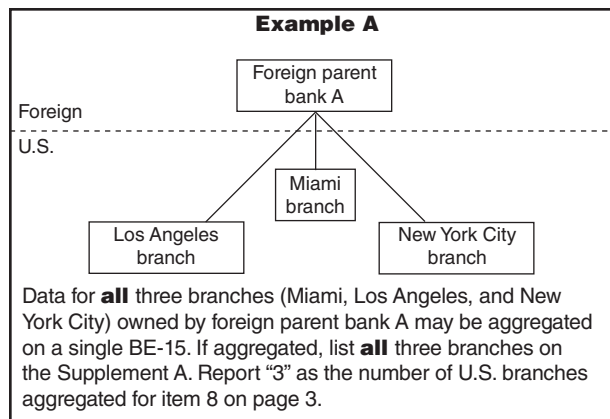 Example A
Foreign parent
bank A
Foreign
U.S.
Miami
branch
Los Angeles
branch
New York City
branch
Data for all three branches (Miami, Los Angeles, and New
York City) owned by foreign parent bank A may be aggregated
on a single BE-15. If aggregated, list all three branches on
the Supplement A. Report “3” as the number of U.S. branches
aggregated for item 8 on page 3.